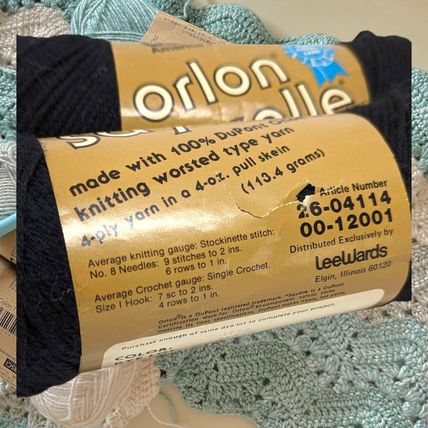 America
orlon
sayelle
made with 100% DuPont
knitting worsted type yarn
4-ply yarn in a 4-oz. pull skein
(113.4 grams)
Article Number
26-04114
00-12001
Distributed Exclusively by
LeeWards
Elgin, Illinois 60120
Average knitting gauge: Stockinette stitch:
No. 8 Needles: 9 stitches to 2 ins.
6 rows to 1 in.
Average Crochet gauge: Single Crochet.
Size I Hook: 7 sc to 2 ins.
4 rows to 1 in.
Purchase enough of same dye lot to complete your project.
COLOR: